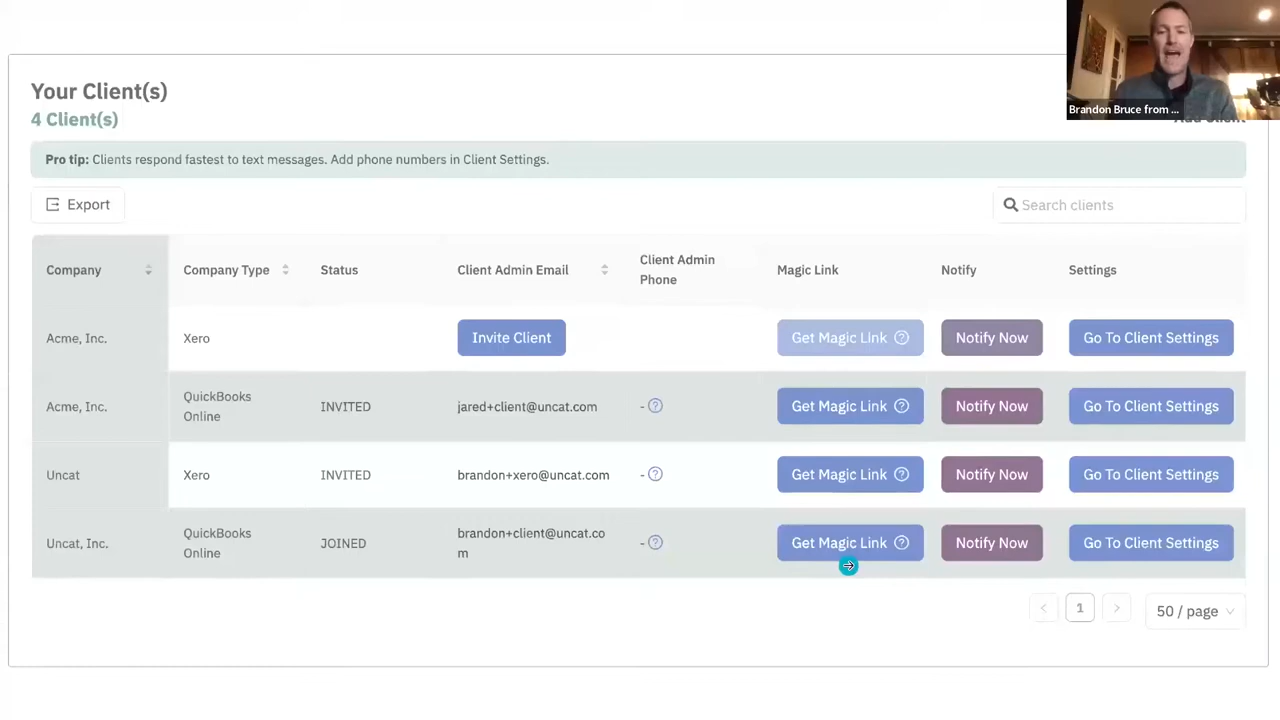 Your Client(s)
4 Client(s)
Add Client
Brandon Bruce from ...
Pro tip: Clients respond fastest to text messages. Add phone numbers in Client Settings.
Export
Search clients
Company
Company Type
Status
Client Admin Email
Client Admin
Phone
Magic Link
Notify
Settings
Acme, Inc.
Xero
Invite Client
Get Magic Link ?
Notify Now
Go To Client Settings
Acme, Inc.
QuickBooks
Online
INVITED
jared+client@uncat.com
- ?
Get Magic Link ?
Notify Now
Go To Client Settings
Uncat
Xero
INVITED
brandon+xero@uncat.com
- ?
Get Magic Link ?
Notify Now
Go To Client Settings
Uncat, Inc.
QuickBooks
Online
JOINED
brandon+client@uncat.co
m
- ?
Get Magic Link ?
Notify Now
Go To Client Settings
< 1 >
50 / page